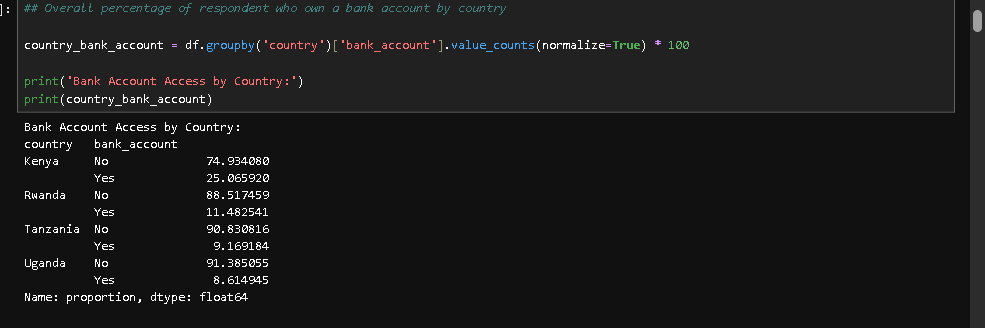 ]:
## Overall percentage of respondent who own a bank account by country
country_bank_account = df.groupby('country')['bank_account'].value_counts(normalize=True) * 100
print('Bank Account Access by Country:')
print(country_bank_account)
Bank Account Access by Country:
country  bank_account
Kenya    No              74.934080
         Yes             25.065920
Rwanda   No              88.517459
         Yes             11.482541
Tanzania No              90.830816
         Yes              9.169184
Uganda   No              91.385055
         Yes              8.614945
Name: proportion, dtype: float64